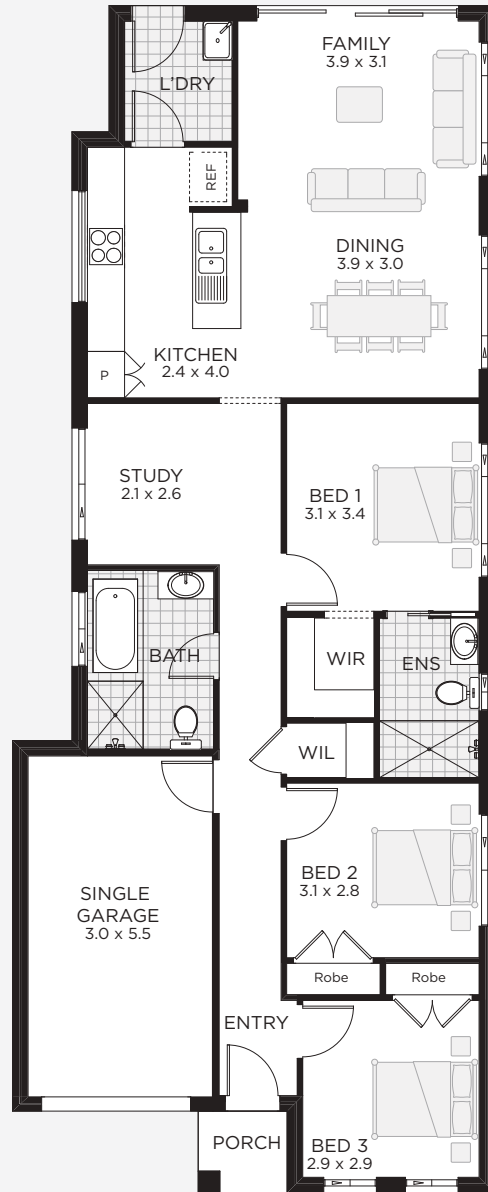 FAMILY
3.9 x 3.1
L'DRY
REF
DINING
3.9 x 3.0
KITCHEN
2.4 x 4.0
P
STUDY
2.1 x 2.6
BED 1
3.1 x 3.4
BATH
WIR
ENS
WIL
BED 2
3.1 x 2.8
SINGLE
GARAGE
3.0 x 5.5
Robe
Robe
ENTRY
PORCH
BED 3
2.9 x 2.9